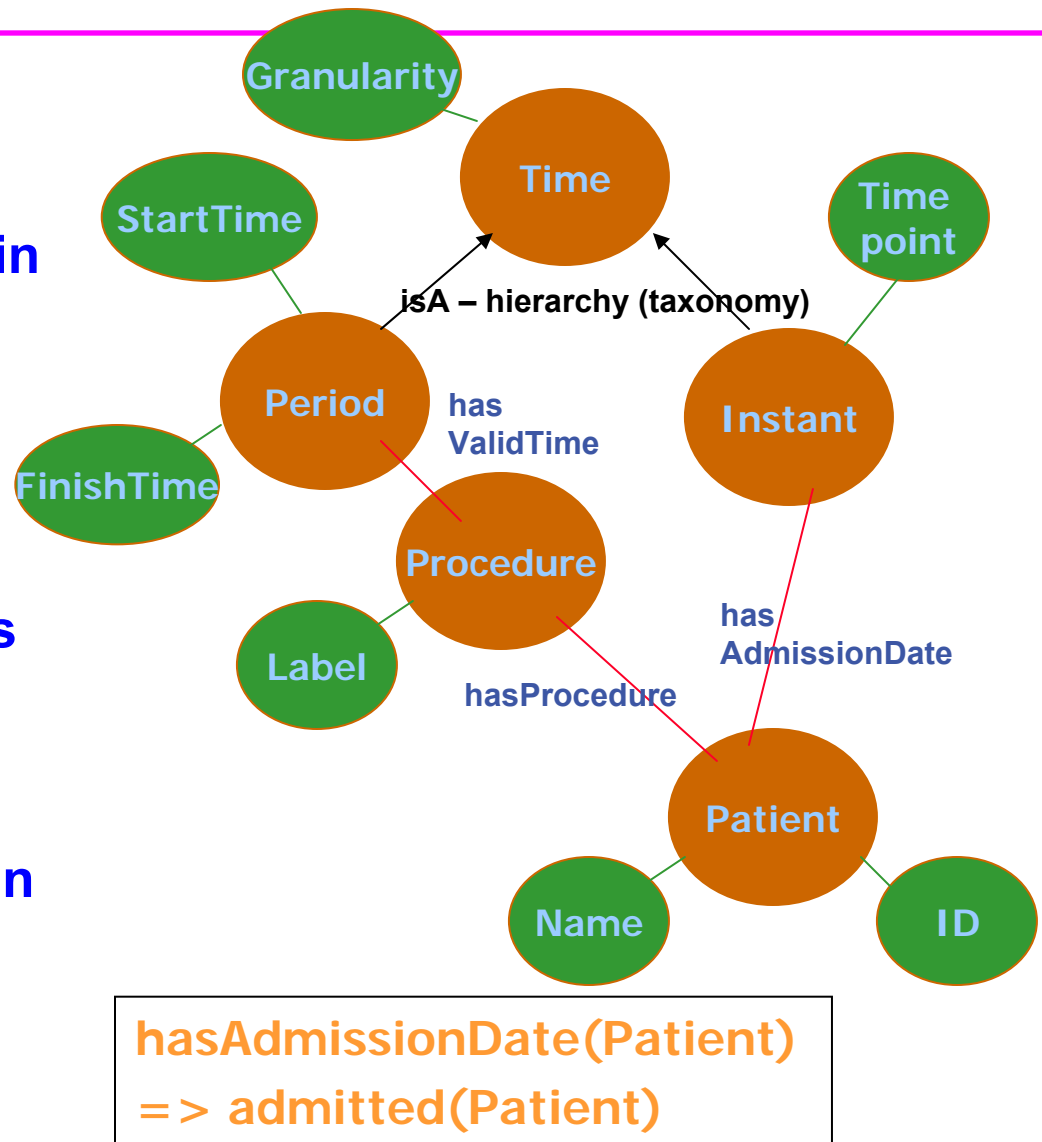 Granularity
Time
Time
point
StartTime
in
isA – hierarchy (taxonomy)
Period
has
ValidTime
Instant
FinishTime
Procedure
has
AdmissionDate
s
Label
hasProcedure
Patient
n
Name
ID
hasAdmissionDate(Patient)
=> admitted(Patient)